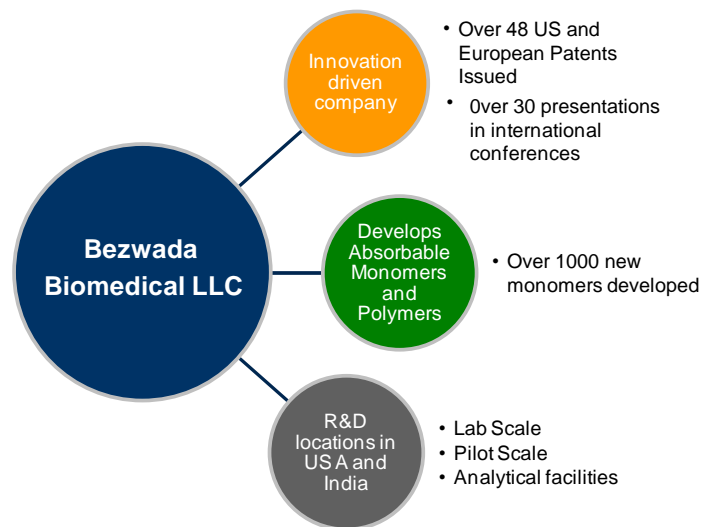 Bezwada
Biomedical LLC
Innovation
driven
company
• Over 48 US and
European Patents
Issued
• 0ver 30 presentations
in international
conferences
Develops
Absorbable
Monomers
and
Polymers
• Over 1000 new
monomers developed
R&D
locations in
US A and
India
• Lab Scale
• Pilot Scale
• Analytical facilities